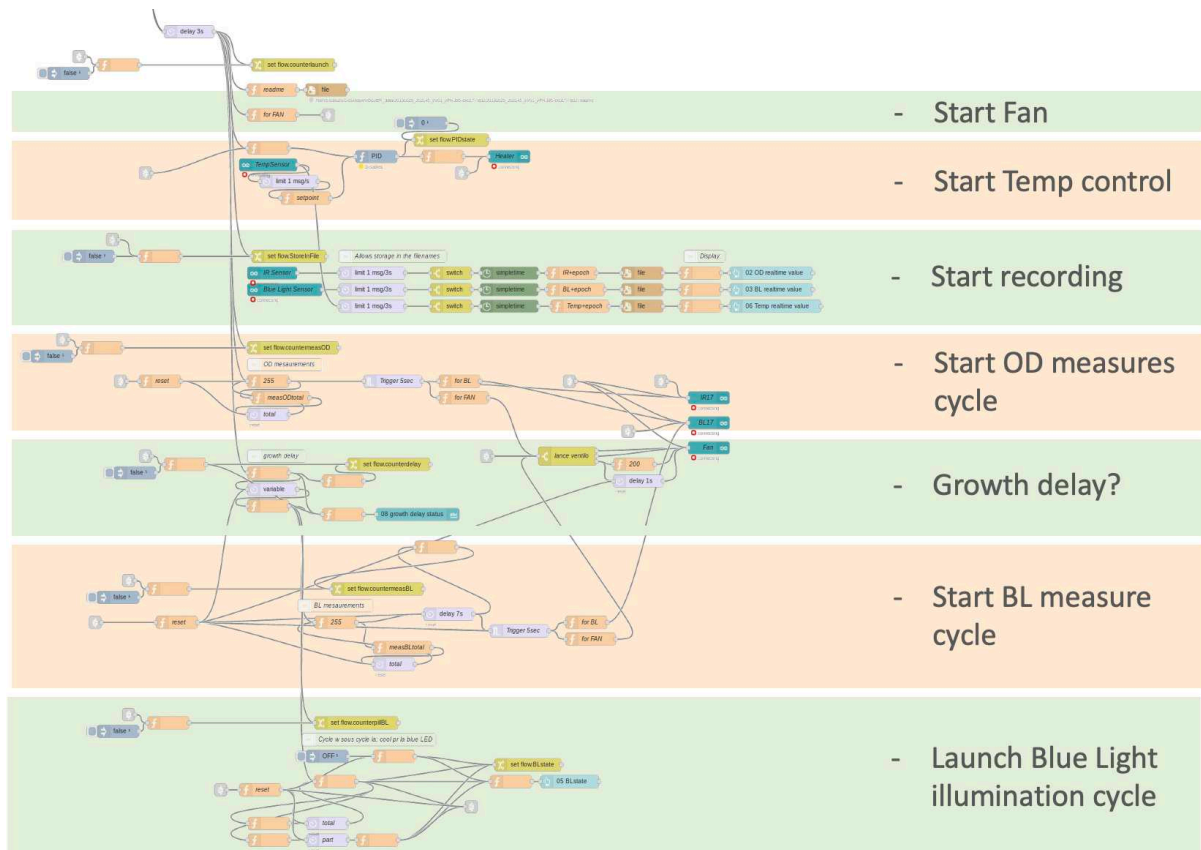 delay 3s
false
set flow.counterlaunch
readme
file
for FAN
- Start Fan
0
set flow.PIDstate
PID
Heater
TempSensor
limit 1 msg/s
setpoint
- Start Temp control
false
set flow.StoreInFile
Allows storage in the filenames
Display
IR Sensor
limit 1 msg/3s
switch
simpletime
IR+epoch
file
02 OD realtime value
Blue Light Sensor
limit 1 msg/3s
switch
simpletime
BL+epoch
file
03 BL realtime value
limit 1 msg/3s
switch
simpletime
Temp+epoch
file
06 Temp realtime value
- Start recording
false
set flow.countermeasOD
OD mesaurements
reset
255
Trigger 5sec
for BL
measODtotal
for FAN
total
IR17
BL17
- Start OD measures
cycle
growth delay
false
set flow.counterdelay
variable
08 growth delay status
lance ventilo
200
delay 1s
Fan
- Growth delay?
false
set flow.countermeasBL
BL mesaurements
reset
255
delay 7s
Trigger 5sec
for BL
for FAN
measBLtotal
total
- Start BL measure
cycle
false
set flow.counterpillBL
Cycle w sous cycle la; cool pr la blue LED
OFF
set flow.BLstate
05 BLstate
reset
total
part
- Launch Blue Light
illumination cycle